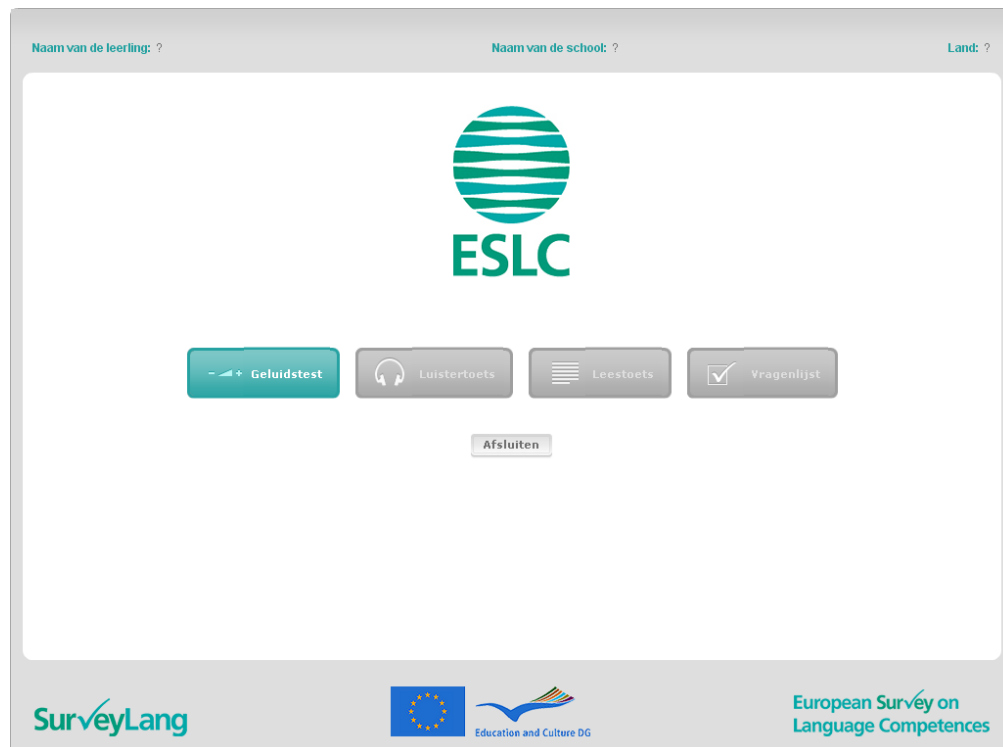 Naam van de leerling: ? Naam van de school: ? Land: ?
ESLC
- + Geluidstest Luistertoets Leestoets Vragenlijst
Afsluiten
SurveyLang
Education and Culture DG
European Survey on
Language Competences